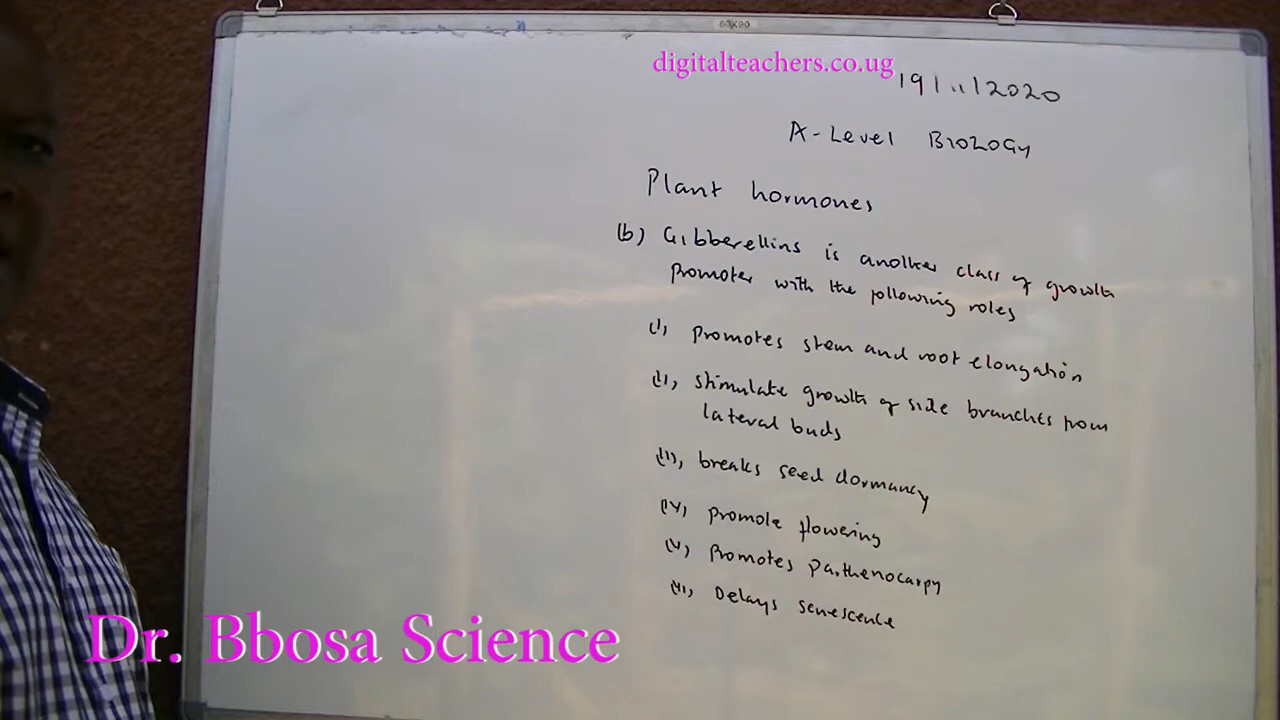 60x90
digitalteachers.co.ug
19/11/2020
A-Level BIOLOGY
Plant hormones
(b) Gibberellins is another class of growth
promoter with the following roles
(i), promotes stem and root elongation
(ii), stimulate growth of side branches from
lateral buds
(iii), breaks seed dormancy
(iv), promote flowering
(v), promotes parthenocarpy
(vi), Delays senescence
Dr. Bbosa Science